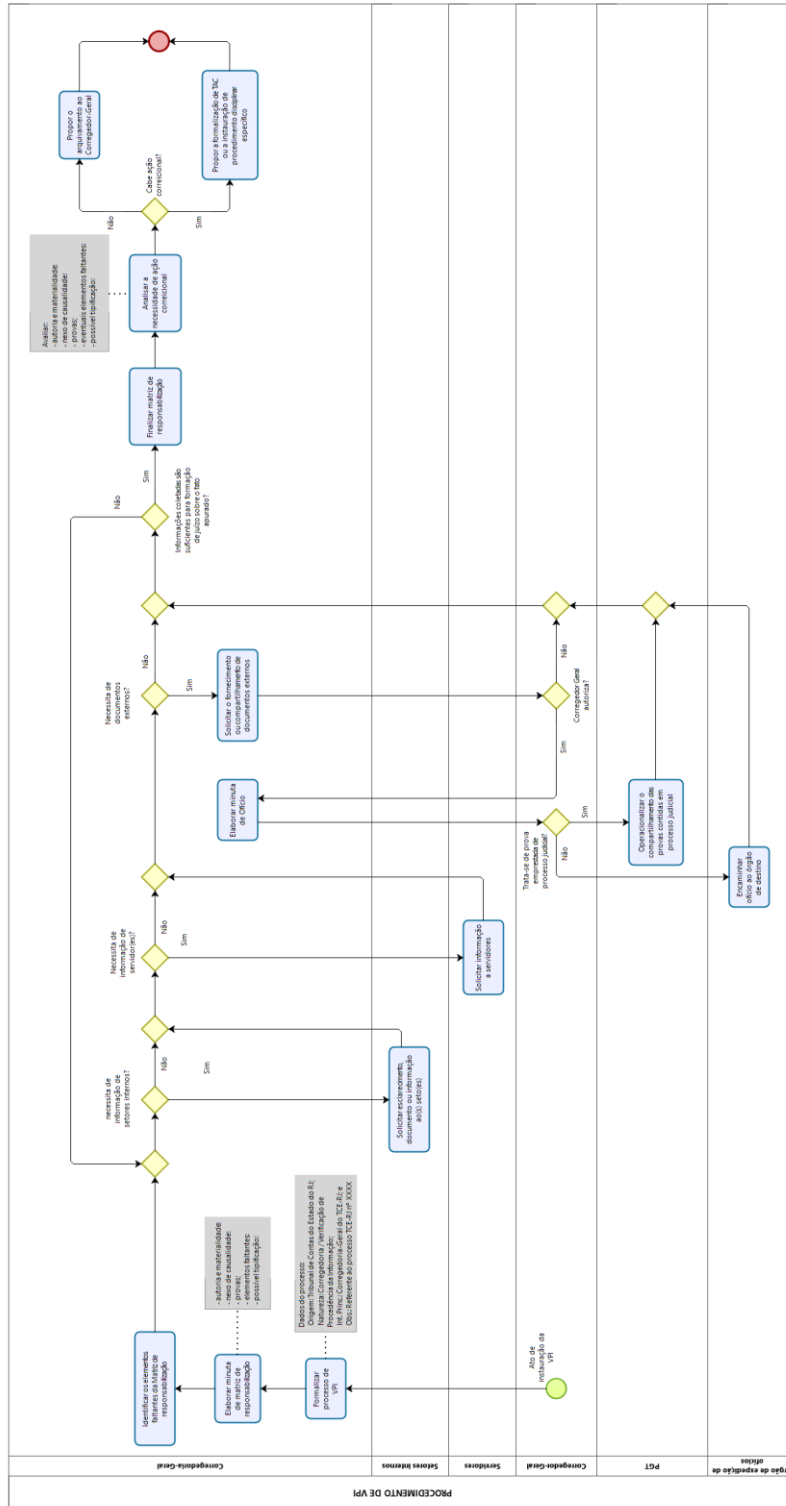 PROCEDIMENTO DE VPI
Corregedoria-Geral
Setores internos
Servidores
Corregedor-Geral
PGT
rgão de expedição de
ofícios
Ato de
instauração da
VPI
Formalizar
processo de
VPI
Dados do processo:
Origem: Tribunal de Contas do Estado do RJ;
Natureza: Corregedoria / Verificação de
Procedência da Informação;
Int. Princ.: Corregedoria-Geral do TCE-RJ; e
Obs.: Referente ao processo TCE-RJ nº XXXX
Elaborar minuta
de matriz de
responsabilização
- autoria e materialidade;
- nexo de causalidade;
- provas;
- elementos faltantes;
- possível tipificação;
Identificar os elementos
faltantes da Matriz de
responsabilização
necessita de
informação de
setores internos?
Não
Sim
Solicitar esclarecimento,
documento ou informação
ao(s) setor(es)
Necessita de
informação de
servidor(es)?
Não
Sim
Solicitar informação
a servidores
Necessita de
documentos
externos?
Não
Sim
Solicitar o fornecimento
ou compartilhamento de
documentos externos
Corregedor Geral
autoriza?
Não
Sim
Elaborar minuta
de Ofício
Trata-se de prova
emprestada de
processo judicial?
Sim
Não
Operacionalizar o
compartilhamento das
provas contidas em
processo judicial
Encaminhar
ofício ao órgão
de destino
Informações coletadas são
suficientes para formação
de juízo sobre o fato
apurado?
Não
Sim
Finalizar matriz de
responsabilização
Analisar a
necessidade de ação
correicional
Avaliar:
- autoria e materialidade;
- nexo de causalidade;
- provas;
- eventuais elementos faltantes;
- possível tipificação;
Cabe ação
correicional?
Não
Sim
Propor o
arquivamento ao
Corregedor-Geral
Propor a formalização de TAC
ou a instauração de
procedimento disciplinar
específico